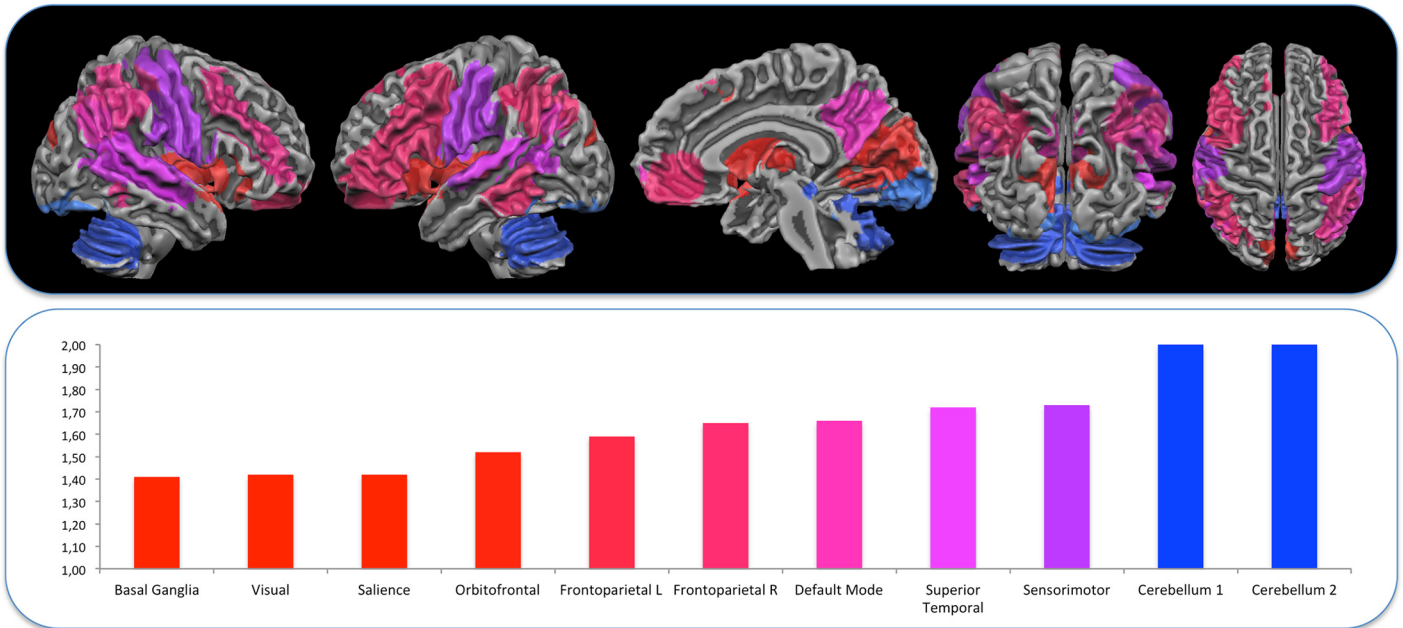 2,00
1,90
1,80
1,70
1,60
1,50
1,40
1,30
1,20
1,10
1,00
Basal Ganglia
Visual
Salience
Orbitofrontal
Frontoparietal L
Frontoparietal R
Default Mode
Superior
Temporal
Sensorimotor
Cerebellum 1
Cerebellum 2